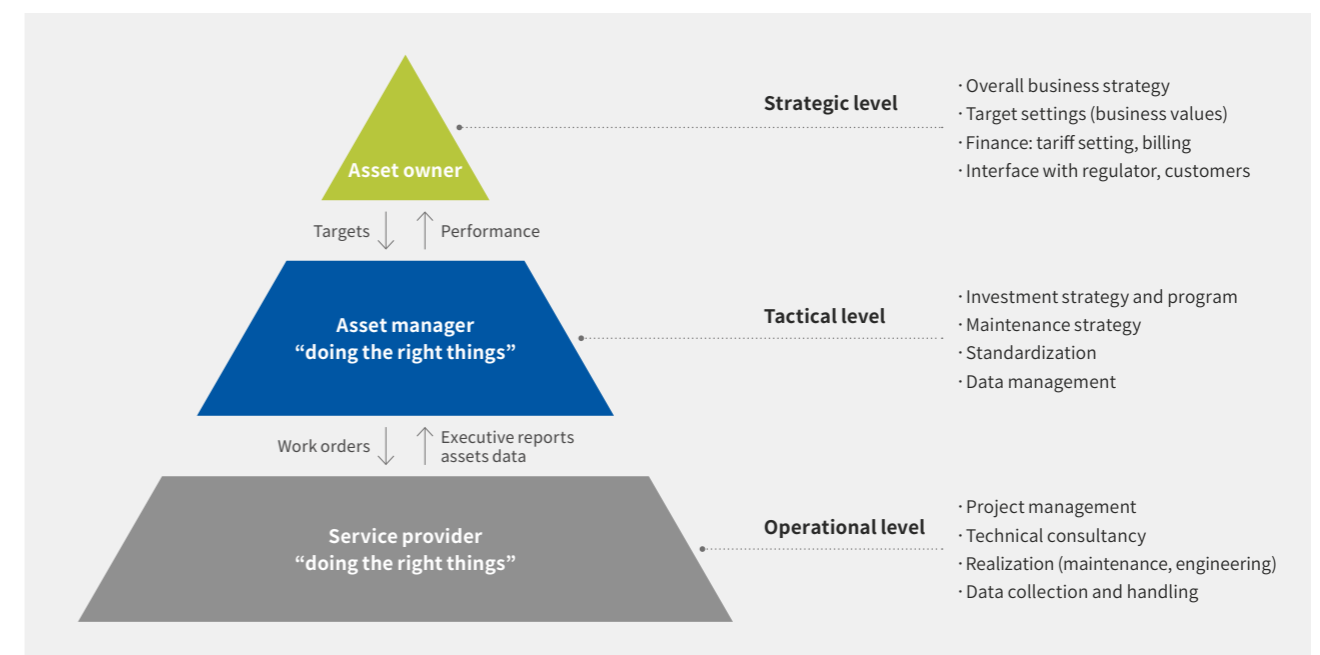 Asset owner
Strategic level
· Overall business strategy
· Target settings (business values)
· Finance: tariff setting, billing
· Interface with regulator, customers
Targets
Performance
Asset manager
“doing the right things”
Tactical level
· Investment strategy and program
· Maintenance strategy
· Standardization
· Data management
Work orders
Executive reports
assets data
Service provider
“doing the right things”
Operational level
· Project management
· Technical consultancy
· Realization (maintenance, engineering)
· Data collection and handling